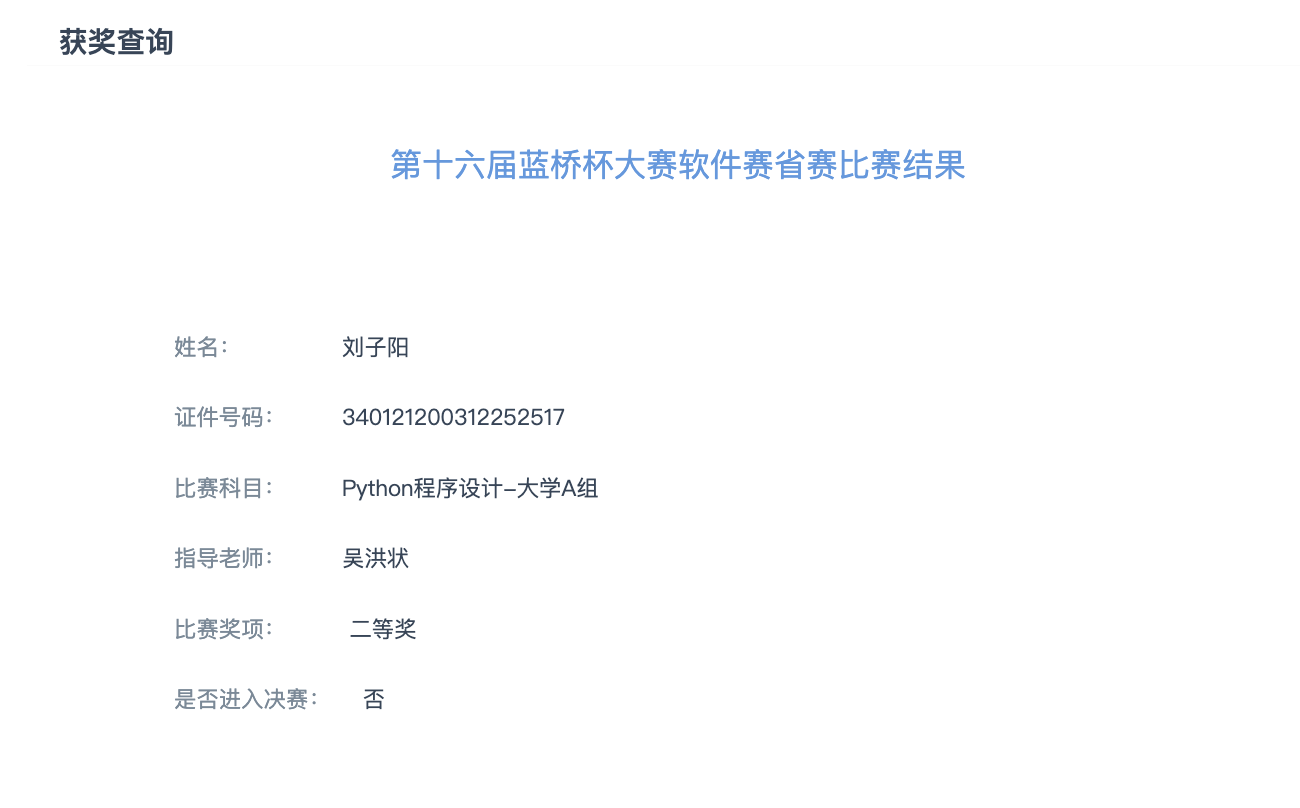 获奖查询
第十六届蓝桥杯大赛软件赛省赛比赛结果
姓名： 刘子阳
证件号码： 340121200312252517
比赛科目： Python程序设计–大学A组
指导老师： 吴洪状
比赛奖项： 二等奖
是否进入决赛： 否